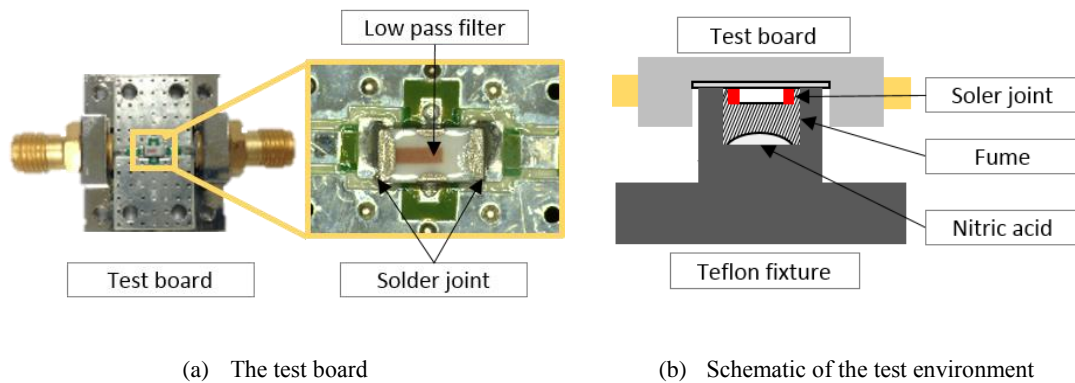 Low pass filter
Test board
Solder joint
(a) The test board
Test board
Soler joint
Fume
Nitric acid
Teflon fixture
(b) Schematic of the test environment